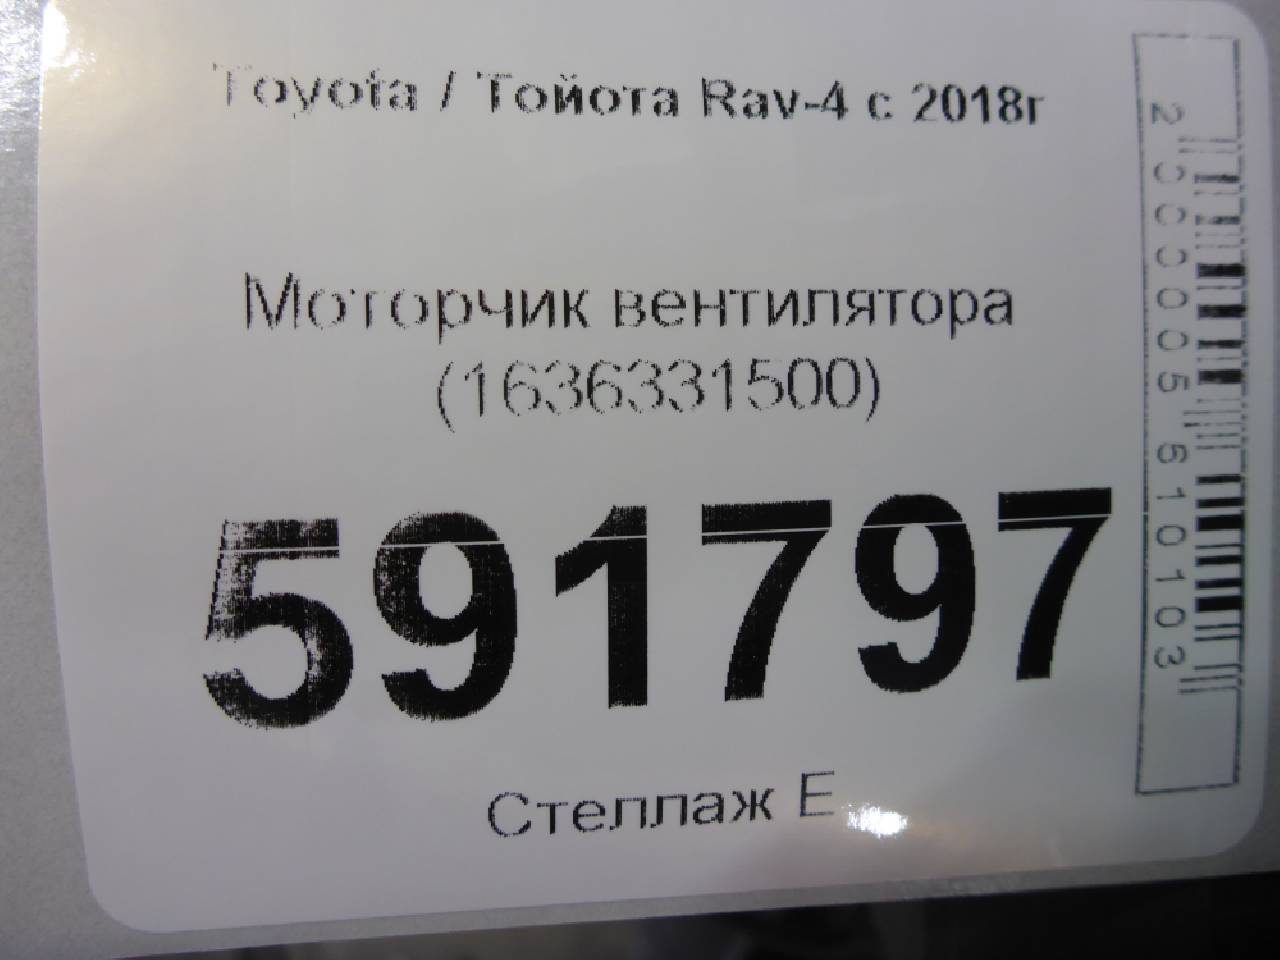 Toyota / Тойота Rav-4 с 2018г
Моторчик вентилятора
(1636331500)
591797
Стеллаж Е
2000005610103